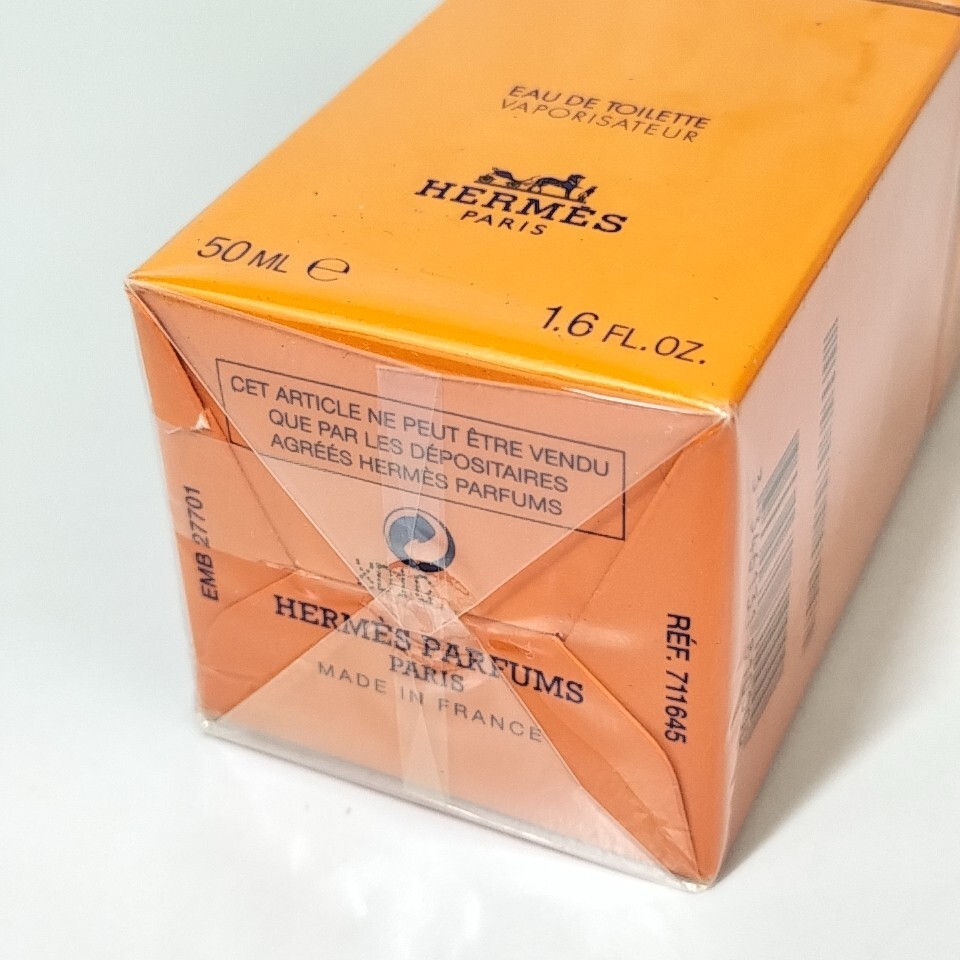 EAU DE TOILETTE
VAPORISATEUR
HERMÈS
PARIS
50 ML ℮
1.6 FL. OZ.
CET ARTICLE NE PEUT ÊTRE VENDU
QUE PAR LES DÉPOSITAIRES
AGRÉÉS HERMÈS PARFUMS
EMB 27701
HERMÈS PARFUMS
PARIS
MADE IN FRANCE
RÉF. 711645